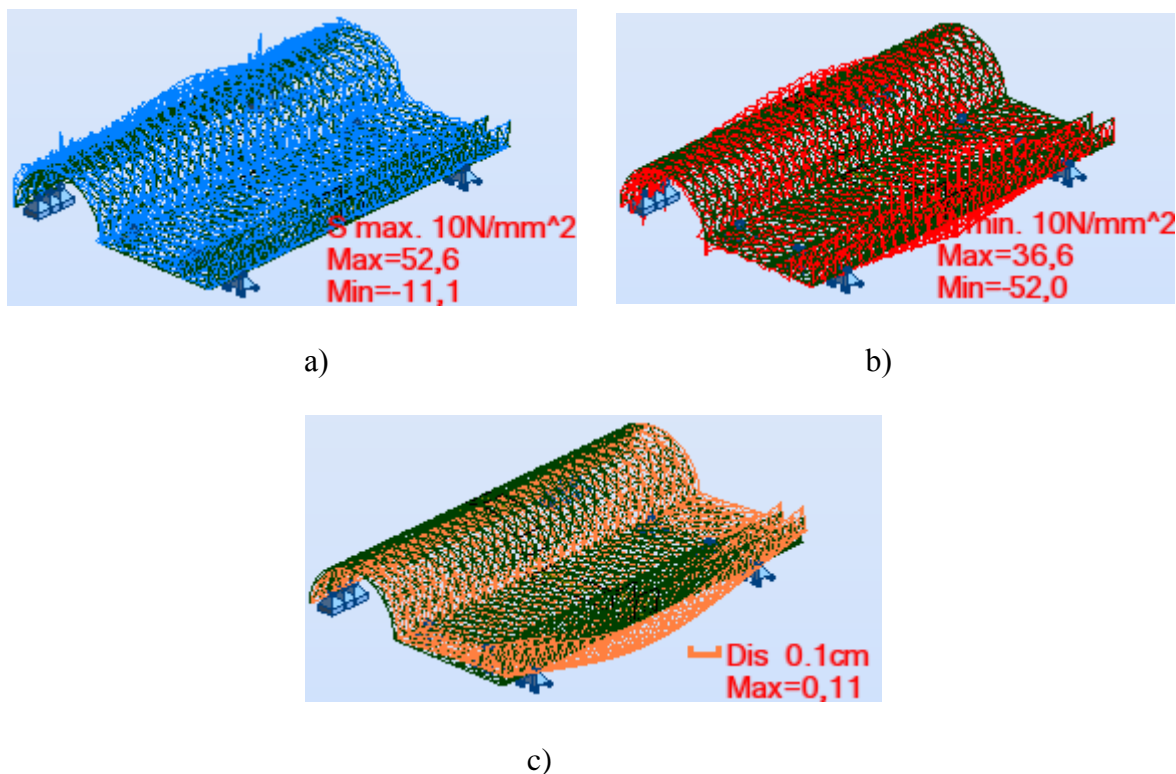 S max. 10N/mm^2
Max=52,6
Min=-11,1
a)
min. 10N/mm^2
Max=36,6
Min=-52,0
b)
Dis 0.1cm
Max=0,11
c)